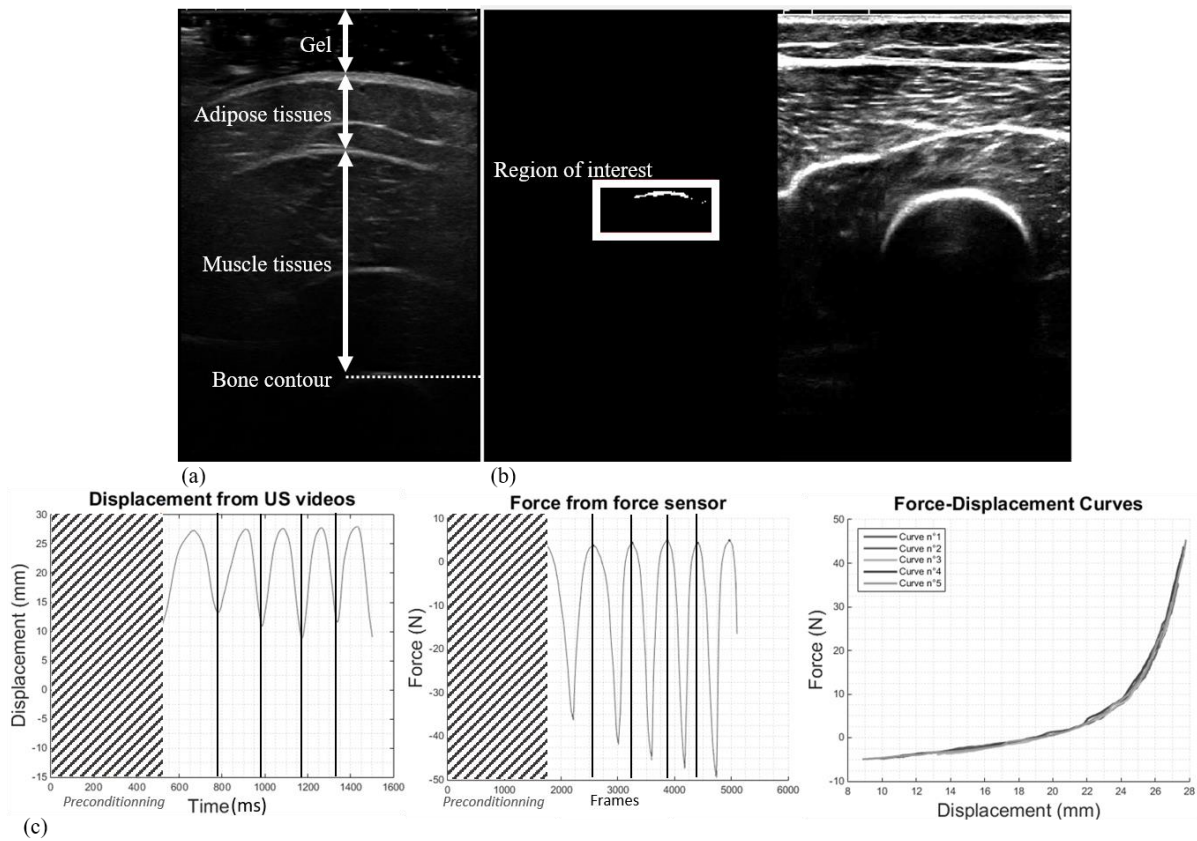 Gel
Adipose tissues
Muscle tissues
Bone contour
Region of interest
(a)
(b)
Displacement from US videos
Displacement (mm)
30
25
20
15
10
5
0
-5
-10
-15
0 200 400 600 800 1000 1200 1400 1600
Preconditionning
Time(ms)
Force from force sensor
Force (N)
10
0
-10
-20
-30
-40
-50
2000 3000 4000 5000 6000
Preconditionning
Frames
Force-Displacement Curves
Force (N)
50
40
30
20
10
0
-10
Curve n°1
Curve n°2
Curve n°3
Curve n°4
Curve n°5
8 10 12 14 16 18 20 22 24 26 28
Displacement (mm)
(c)